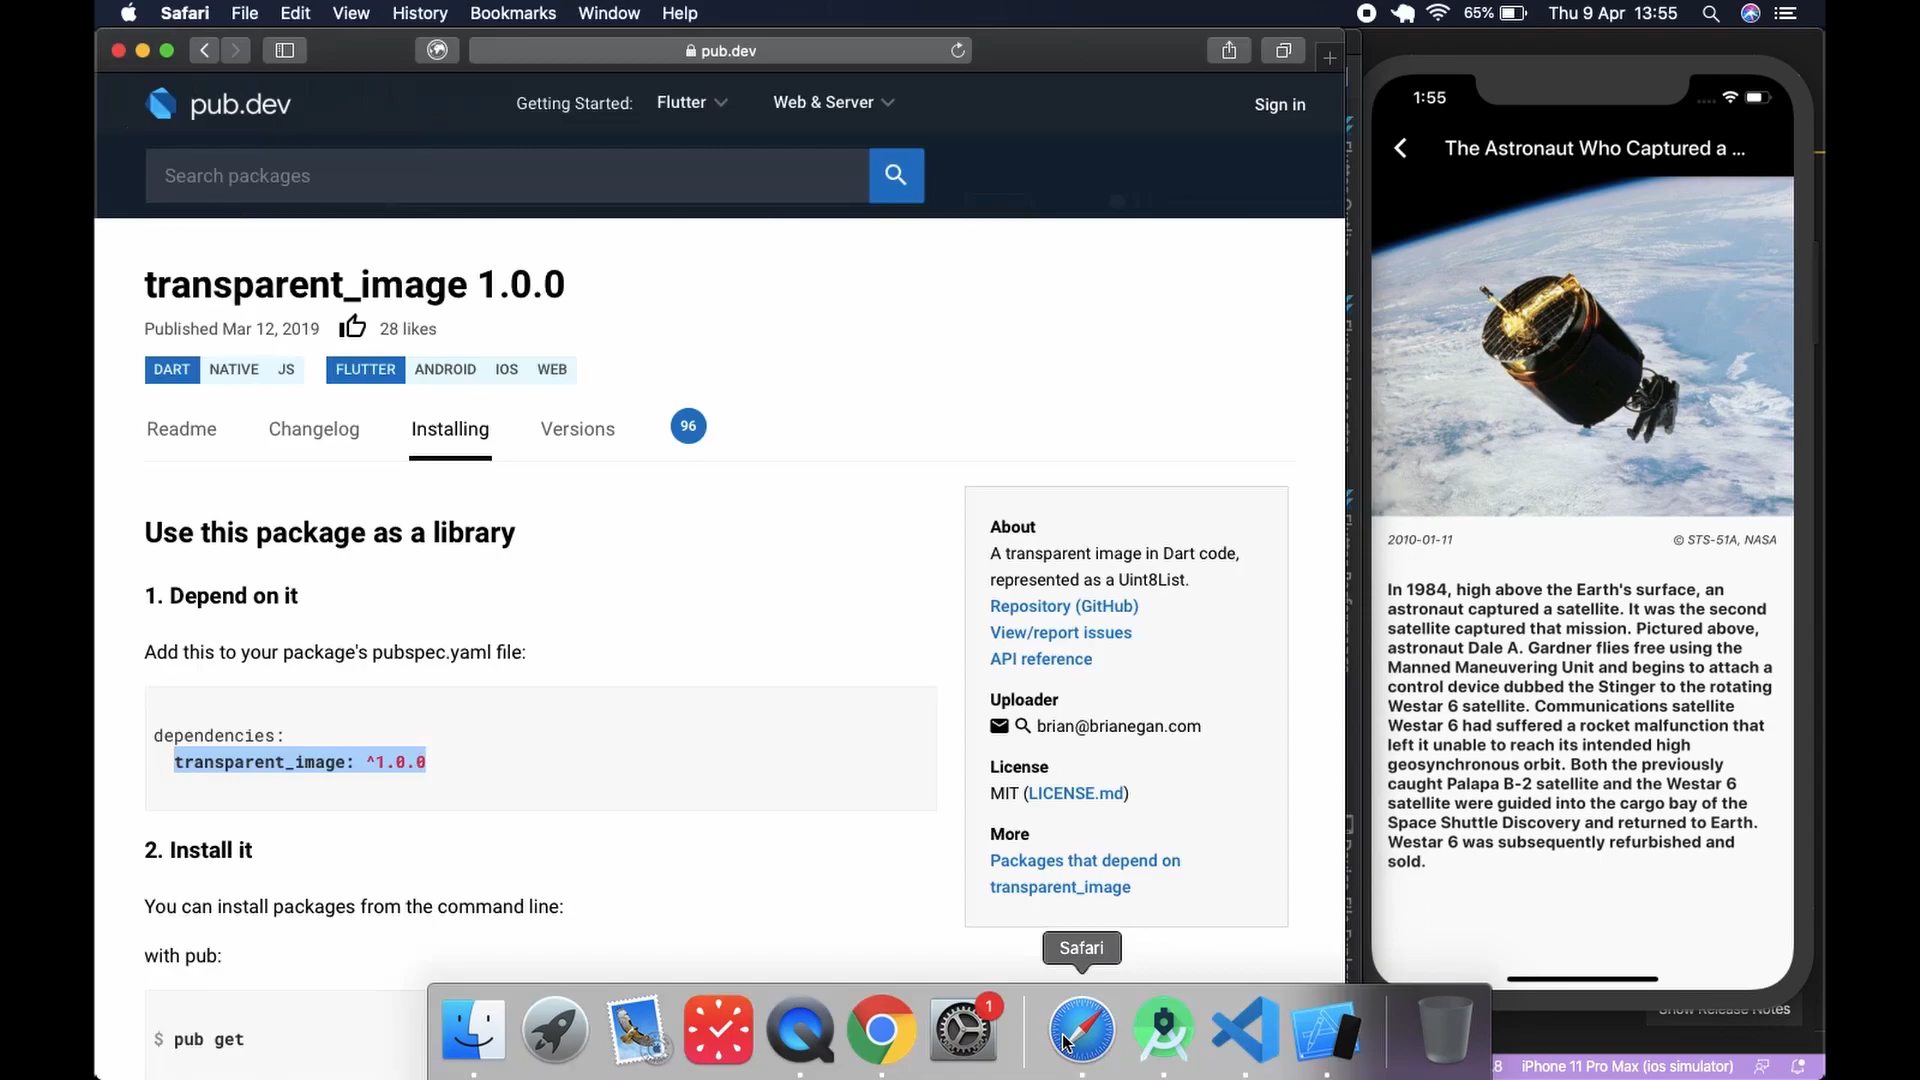 Safari File Edit View History Bookmarks Window Help
65% Thu 9 Apr 13:55
pub.dev
pub.dev
Getting Started: Flutter Web & Server
Sign in
Search packages
transparent_image 1.0.0
Published Mar 12, 2019 28 likes
DART NATIVE JS FLUTTER ANDROID IOS WEB
Readme Changelog Installing Versions 96
Use this package as a library
1. Depend on it
Add this to your package's pubspec.yaml file:
dependencies:
transparent_image: ^1.0.0
2. Install it
You can install packages from the command line:
with pub:
$ pub get
About
A transparent image in Dart code,
represented as a Uint8List.
Repository (GitHub)
View/report issues
API reference
Uploader
brian@brianegan.com
License
MIT (LICENSE.md)
More
Packages that depend on
transparent_image
Safari
1
1:55
The Astronaut Who Captured a ...
2010-01-11
© STS-51A, NASA
In 1984, high above the Earth's surface, an
astronaut captured a satellite. It was the second
satellite captured that mission. Pictured above,
astronaut Dale A. Gardner flies free using the
Manned Maneuvering Unit and begins to attach a
control device dubbed the Stinger to the rotating
Westar 6 satellite. Communications satellite
Westar 6 had suffered a rocket malfunction that
left it unable to reach its intended high
geosynchronous orbit. Both the previously
caught Palapa B-2 satellite and the Westar 6
satellite were guided into the cargo bay of the
Space Shuttle Discovery and returned to Earth.
Westar 6 was subsequently refurbished and
sold.
Show Release Notes
iPhone 11 Pro Max (ios simulator)